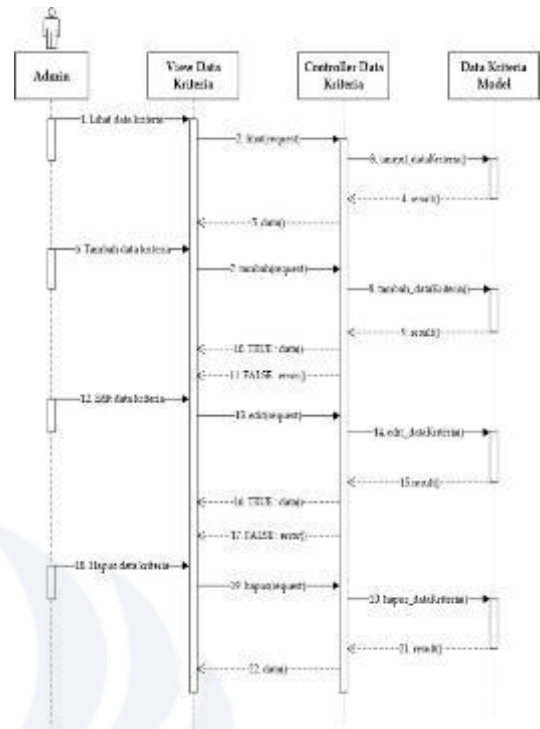 Admin
View Data
Kriteria
Controller Data
Kriteria
Data Kriteria
Model
1. Lihat data kriteria
2. lihat(request)
3. tampil_dataKriteria()
4. result()
5. data()
6. Tambah data kriteria
7. tambah(request)
8. tambah_dataKriteria()
9. result()
10. TRUE : data()
11. FALSE : error()
12. Edit data kriteria
13. edit(request)
14. edit_dataKriteria()
15.result()
16. TRUE : data()
17. FALSE : error()
18. Hapus data kriteria
19. hapus(request)
20. hapus_dataKriteria()
21. result()
22. data()